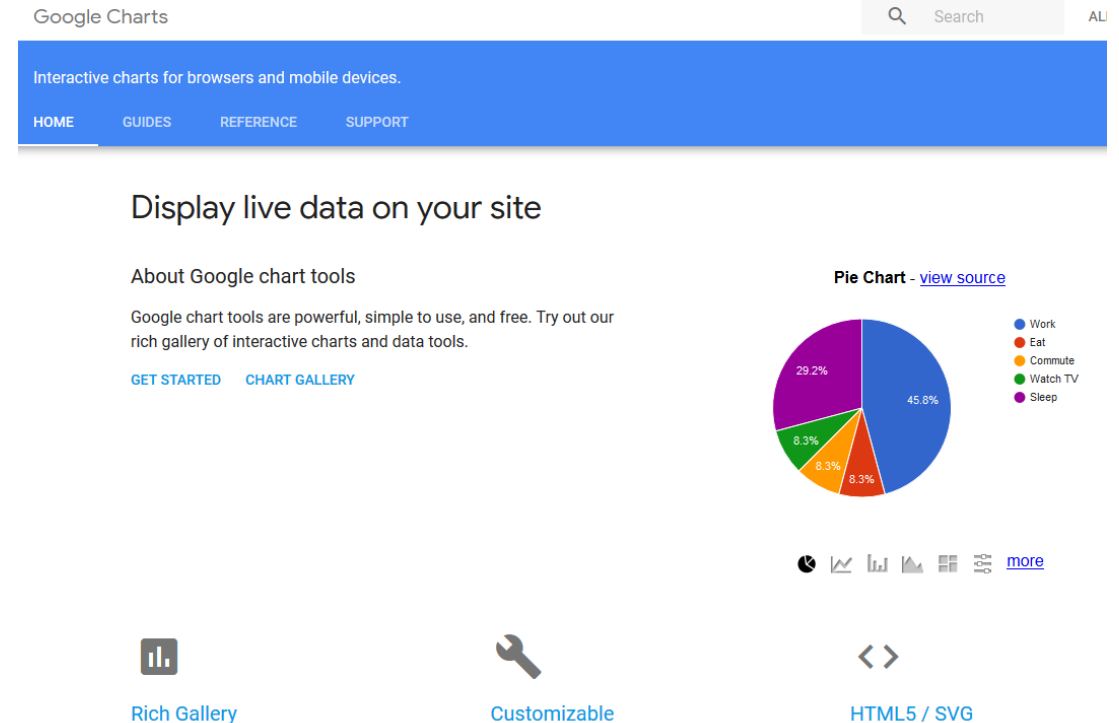 Google Charts
Search
Interactive charts for browsers and mobile devices.
HOME
GUIDES
REFERENCE
SUPPORT
Display live data on your site
About Google chart tools
Google chart tools are powerful, simple to use, and free. Try out our
rich gallery of interactive charts and data tools.
GET STARTED
CHART GALLERY
Pie Chart - view source
Work
Eat
Commute
Watch TV
Sleep
29.2%
45.8%
8.3%
8.3%
8.3%
more
Rich Gallery
Customizable
HTML5 / SVG